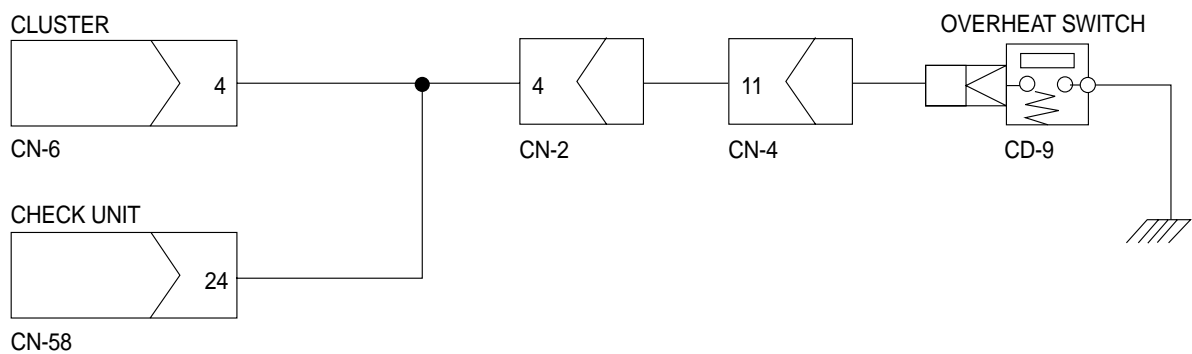 CLUSTER
OVERHEAT SWITCH
4
4
11
CN-6
CN-2
CN-4
CD-9
CHECK UNIT
24
CN-58